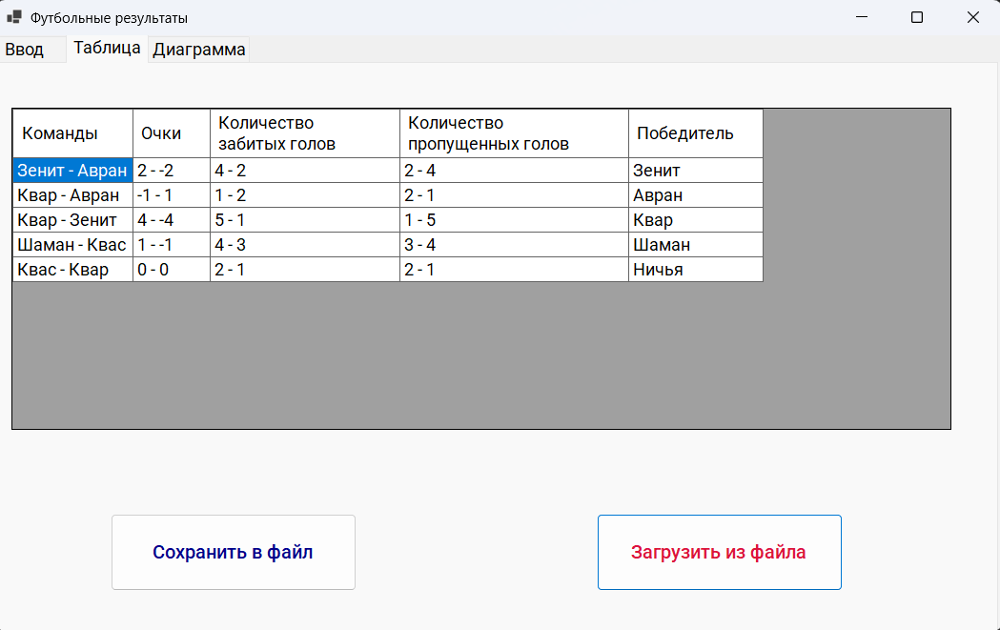 Футбольные результаты
Ввод Таблица Диаграмма
Команды Очки Количество забитых голов Количество пропущенных голов Победитель
Зенит - Авран 2 - -2 4 - 2 2 - 4 Зенит
Квар - Авран -1 - 1 1 - 2 2 - 1 Авран
Квар - Зенит 4 - -4 5 - 1 1 - 5 Квар
Шаман - Квас 1 - -1 4 - 3 3 - 4 Шаман
Квас - Квар 0 - 0 2 - 1 2 - 1 Ничья
Сохранить в файл Загрузить из файла